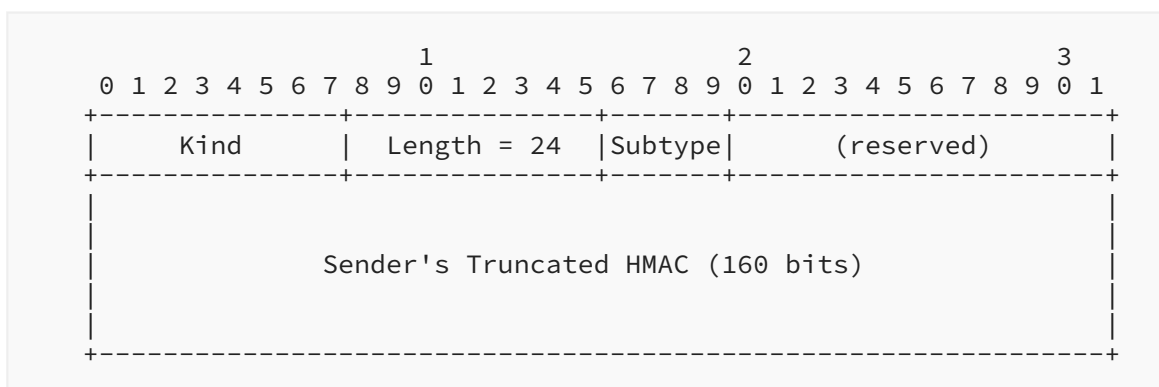 1                   2                   3
 0 1 2 3 4 5 6 7 8 9 0 1 2 3 4 5 6 7 8 9 0 1 2 3 4 5 6 7 8 9 0 1
+---------------+---------------+-------+-----------------------+
|     Kind      |  Length = 24  |Subtype|      (reserved)       |
+---------------+---------------+-------+-----------------------+
|                                                               |
|                                                               |
|              Sender's Truncated HMAC (160 bits)               |
|                                                               |
|                                                               |
+---------------------------------------------------------------+